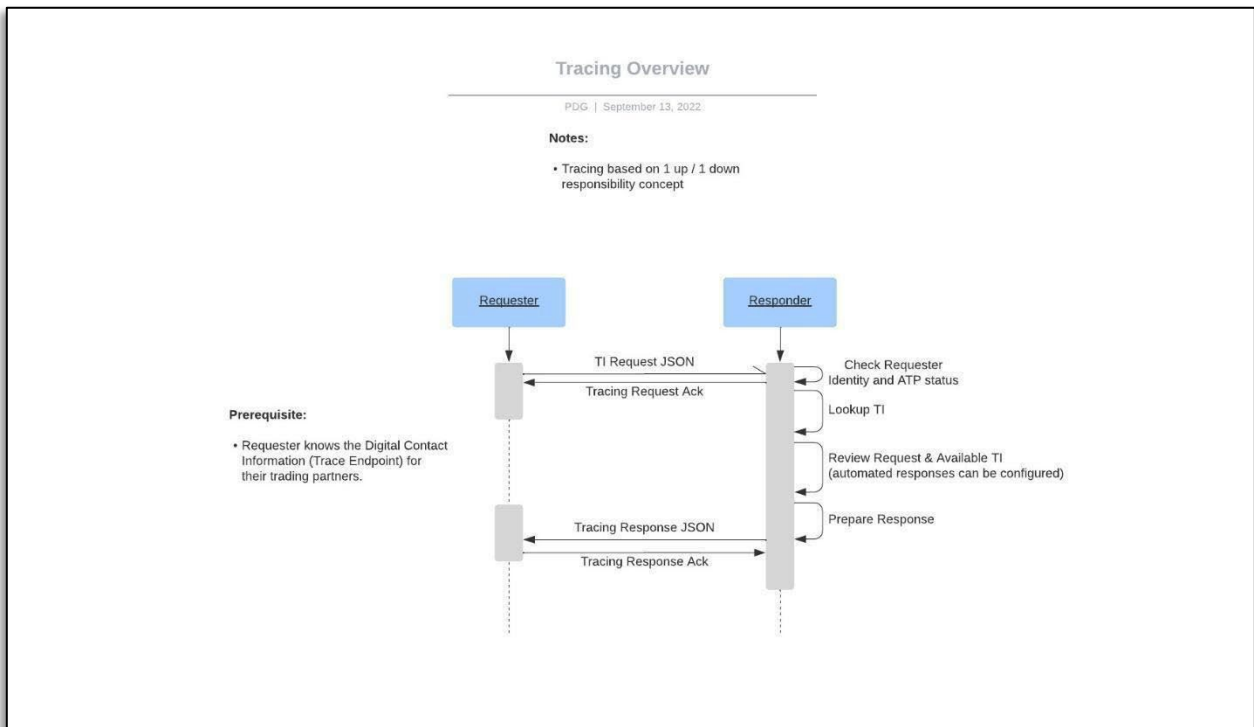 Tracing Overview
PDG | September 13, 2022
Notes:
• Tracing based on 1 up / 1 down
responsibility concept
Requester
Responder
TI Request JSON
Tracing Request Ack
Check Requester
Identity and ATP status
Lookup TI
Prerequisite:
• Requester knows the Digital Contact
Information (Trace Endpoint) for
their trading partners.
Review Request & Available TI
(automated responses can be configured)
Prepare Response
Tracing Response JSON
Tracing Response Ack